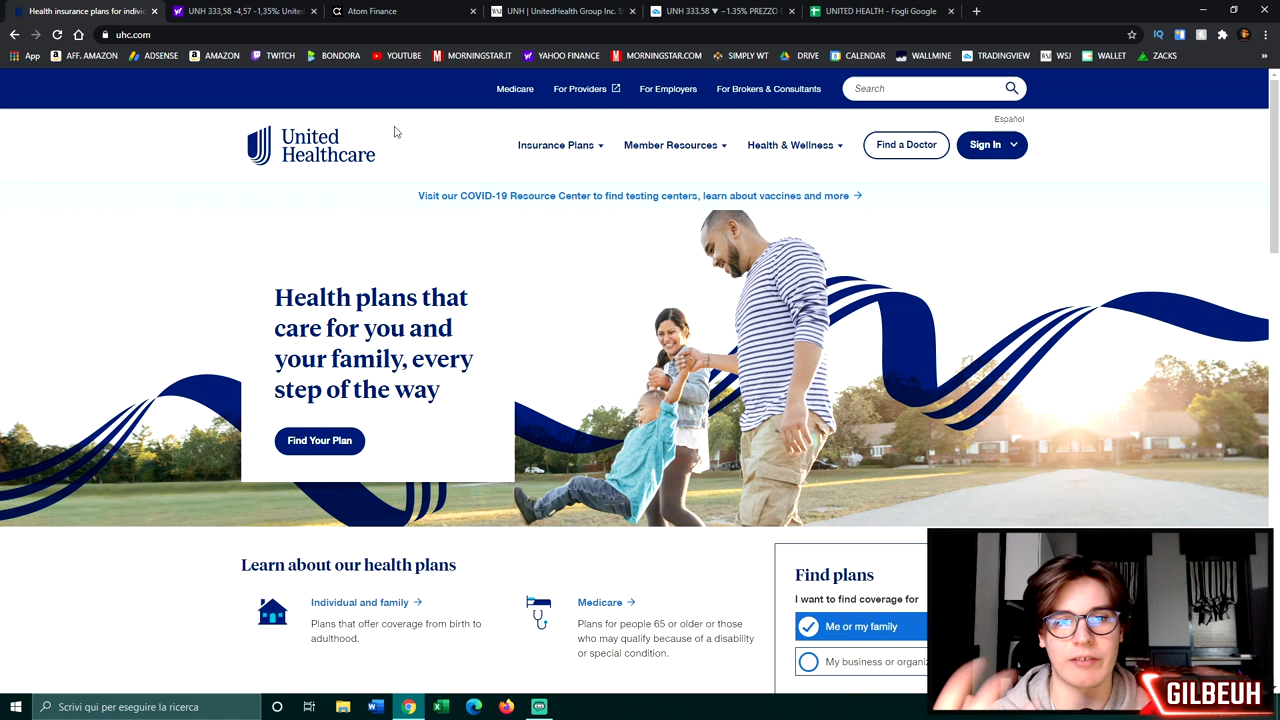 Health insurance plans for indivi
UNH 333,58 -4,57 -1,35%: United
Atom Finance
UNH | UnitedHealth Group Inc.
UNH 333.58 ▼ −1.35% PREZZO
UNITED HEALTH - Fogli Google
uhc.com
App
AFF. AMAZON
ADSENSE
AMAZON
TWITCH
BONDORA
YOUTUBE
MORNINGSTAR.IT
YAHOO FINANCE
MORNINGSTAR.COM
SIMPLY WT
DRIVE
CALENDAR
WALLMINE
TRADINGVIEW
WSJ
WALLET
ZACKS
Medicare
For Providers
For Employers
For Brokers & Consultants
Search
Español
United
Healthcare
Insurance Plans
Member Resources
Health & Wellness
Find a Doctor
Sign In
Visit our COVID-19 Resource Center to find testing centers, learn about vaccines and more →
Health plans that
care for you and
your family, every
step of the way
Find Your Plan
Learn about our health plans
Individual and family →
Plans that offer coverage from birth to
adulthood.
Medicare →
Plans for people 65 or older or those
who may qualify because of a disability
or special condition.
Find plans
I want to find coverage for
Me or my family
My business or organiz
GILBEUH
Scrivi qui per eseguire la ricerca